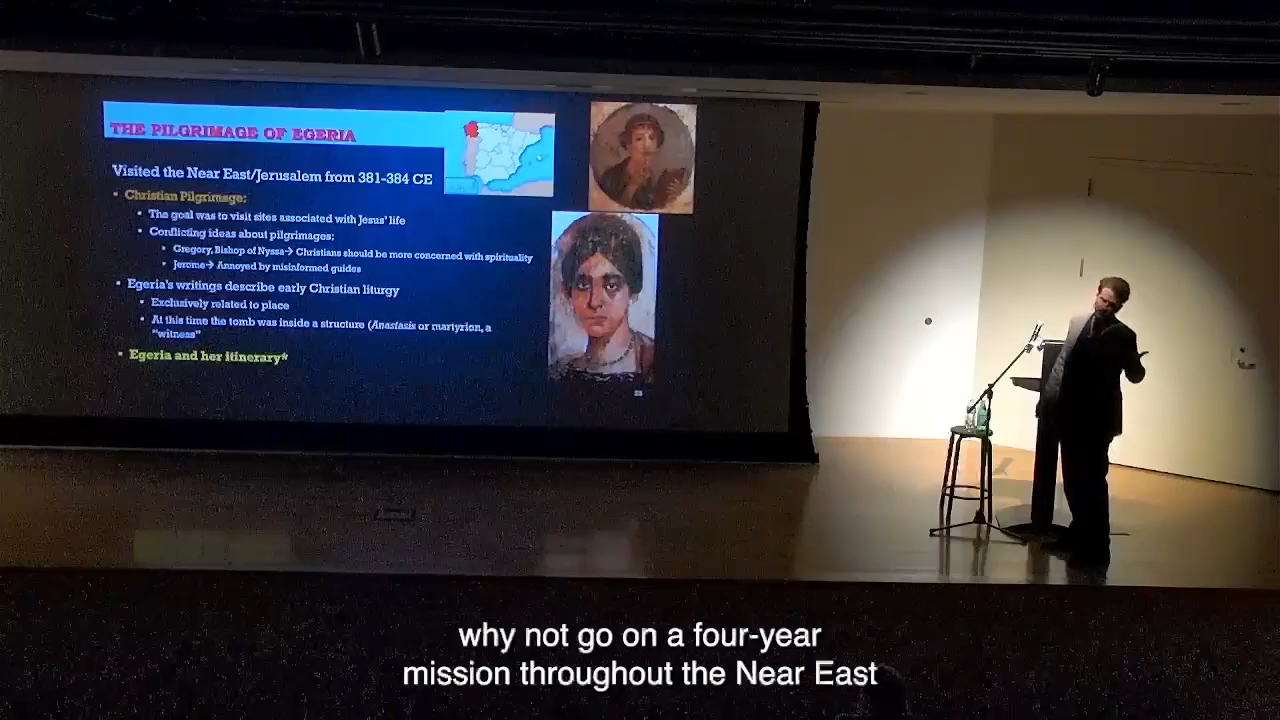 THE PILGRIMAGE OF EGERIA
Visited the Near East/Jerusalem from 381-384 CE
Christian Pilgrimage:
The goal was to visit sites associated with Jesus' life
Conflicting ideas about pilgrimages:
Gregory, Bishop of Nyssa→ Christians should be more concerned with spirituality
Jerome→ Annoyed by misinformed guides
Egeria's writings describe early Christian liturgy
Exclusively related to place
At this time the tomb was inside a structure (Anastasis or martyrion, a
"witness"
Egeria and her itinerary*
why not go on a four-year
mission throughout the Near East